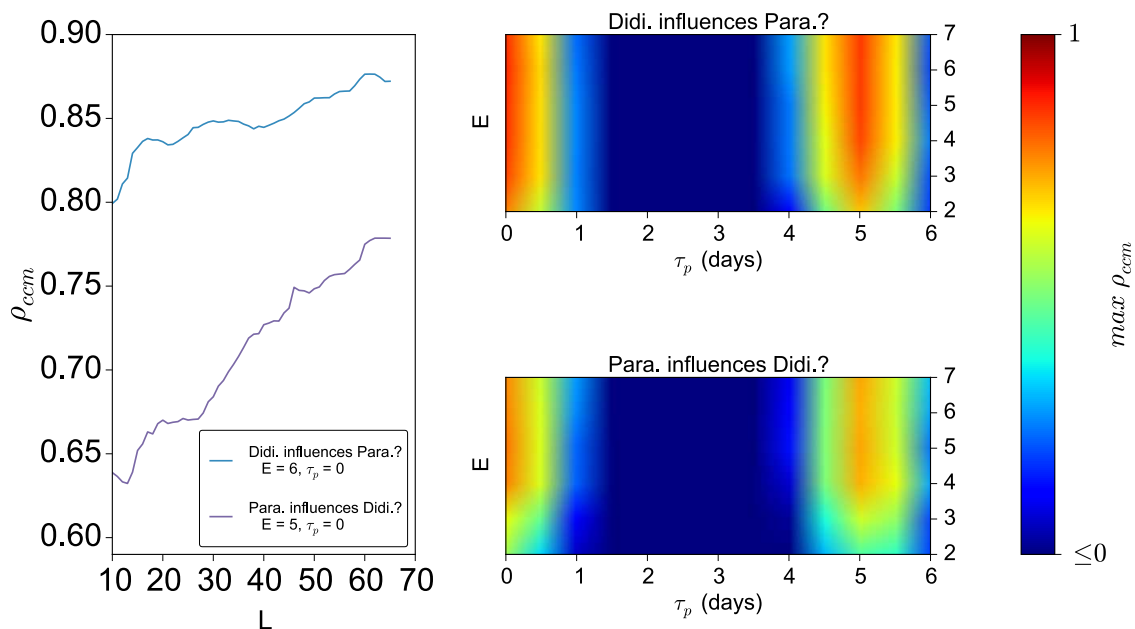 0.90
0.85
0.80
0.75
0.70
0.65
0.60
ρccm
10 20 30 40 50 60 70
L
Didi. influences Para.?
E = 6, τp = 0
Para. influences Didi.?
E = 5, τp = 0
Didi. influences Para.?
7
6
5
4
3
2
E
0 1 2 3 4 5 6
τp (days)
Para. influences Didi.?
7
6
5
4
3
2
E
0 1 2 3 4 5 6
τp (days)
1
≤0
max ρccm